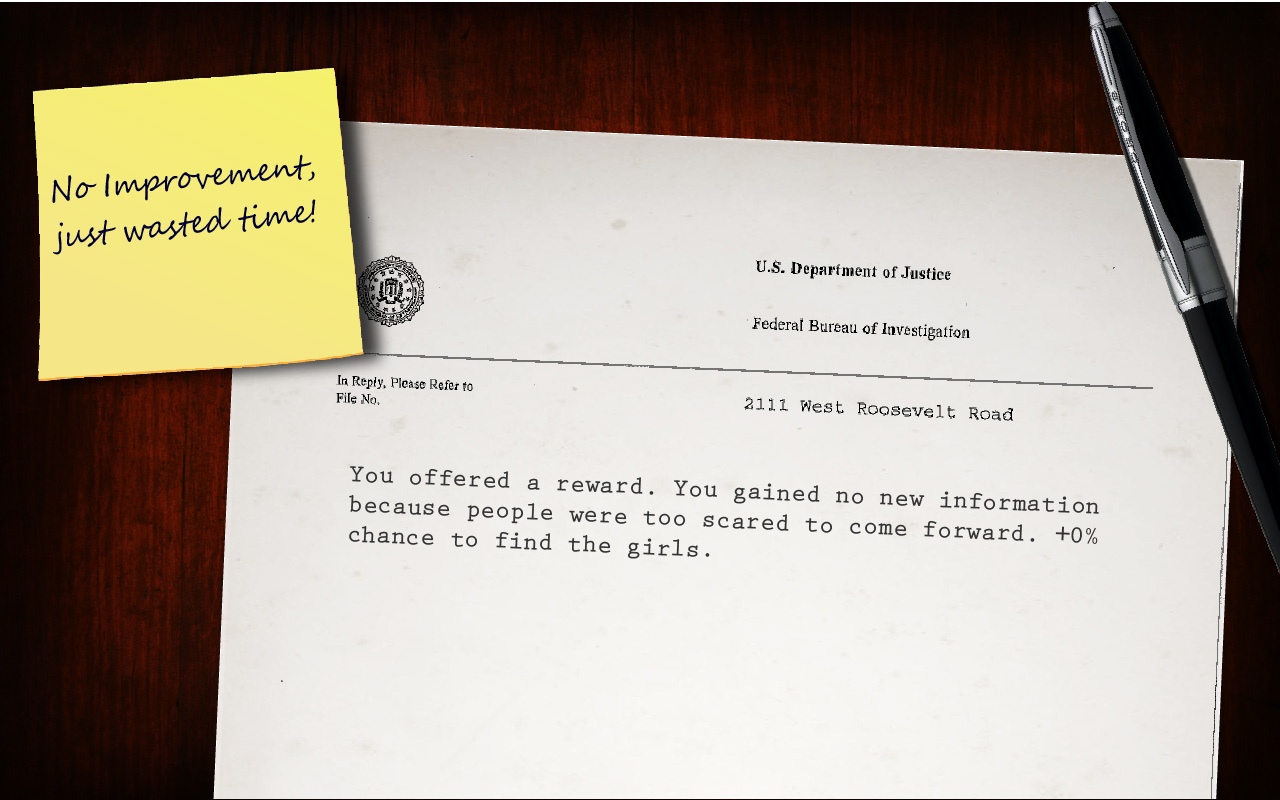 No Improvement,
just wasted time!
U.S. Department of Justice
Federal Bureau of Investigation
In Reply, Please Refer to
File No.
2111 West Roosevelt Road
You offered a reward. You gained no new information
because people were too scared to come forward. +0%
chance to find the girls.